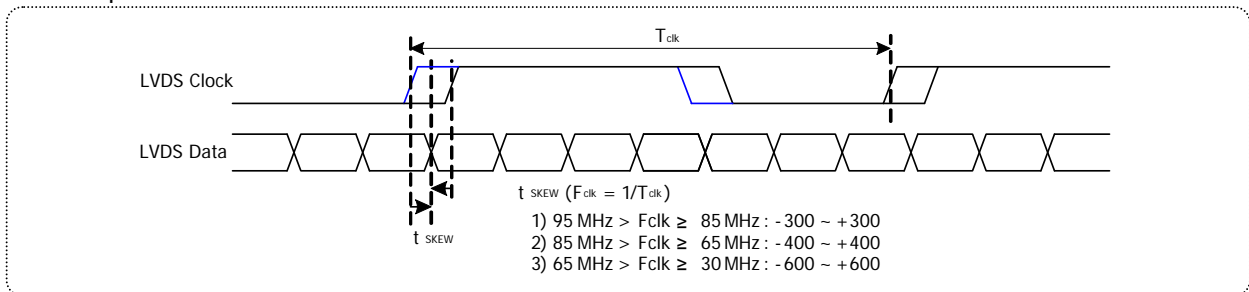 Tclk
LVDS Clock
LVDS Data
t SKEW (Fclk = 1/Tclk)
t SKEW
1) 95 MHz > Fclk ≥ 85 MHz : -300 ~ +300
2) 85 MHz > Fclk ≥ 65 MHz : -400 ~ +400
3) 65 MHz > Fclk ≥ 30 MHz : -600 ~ +600